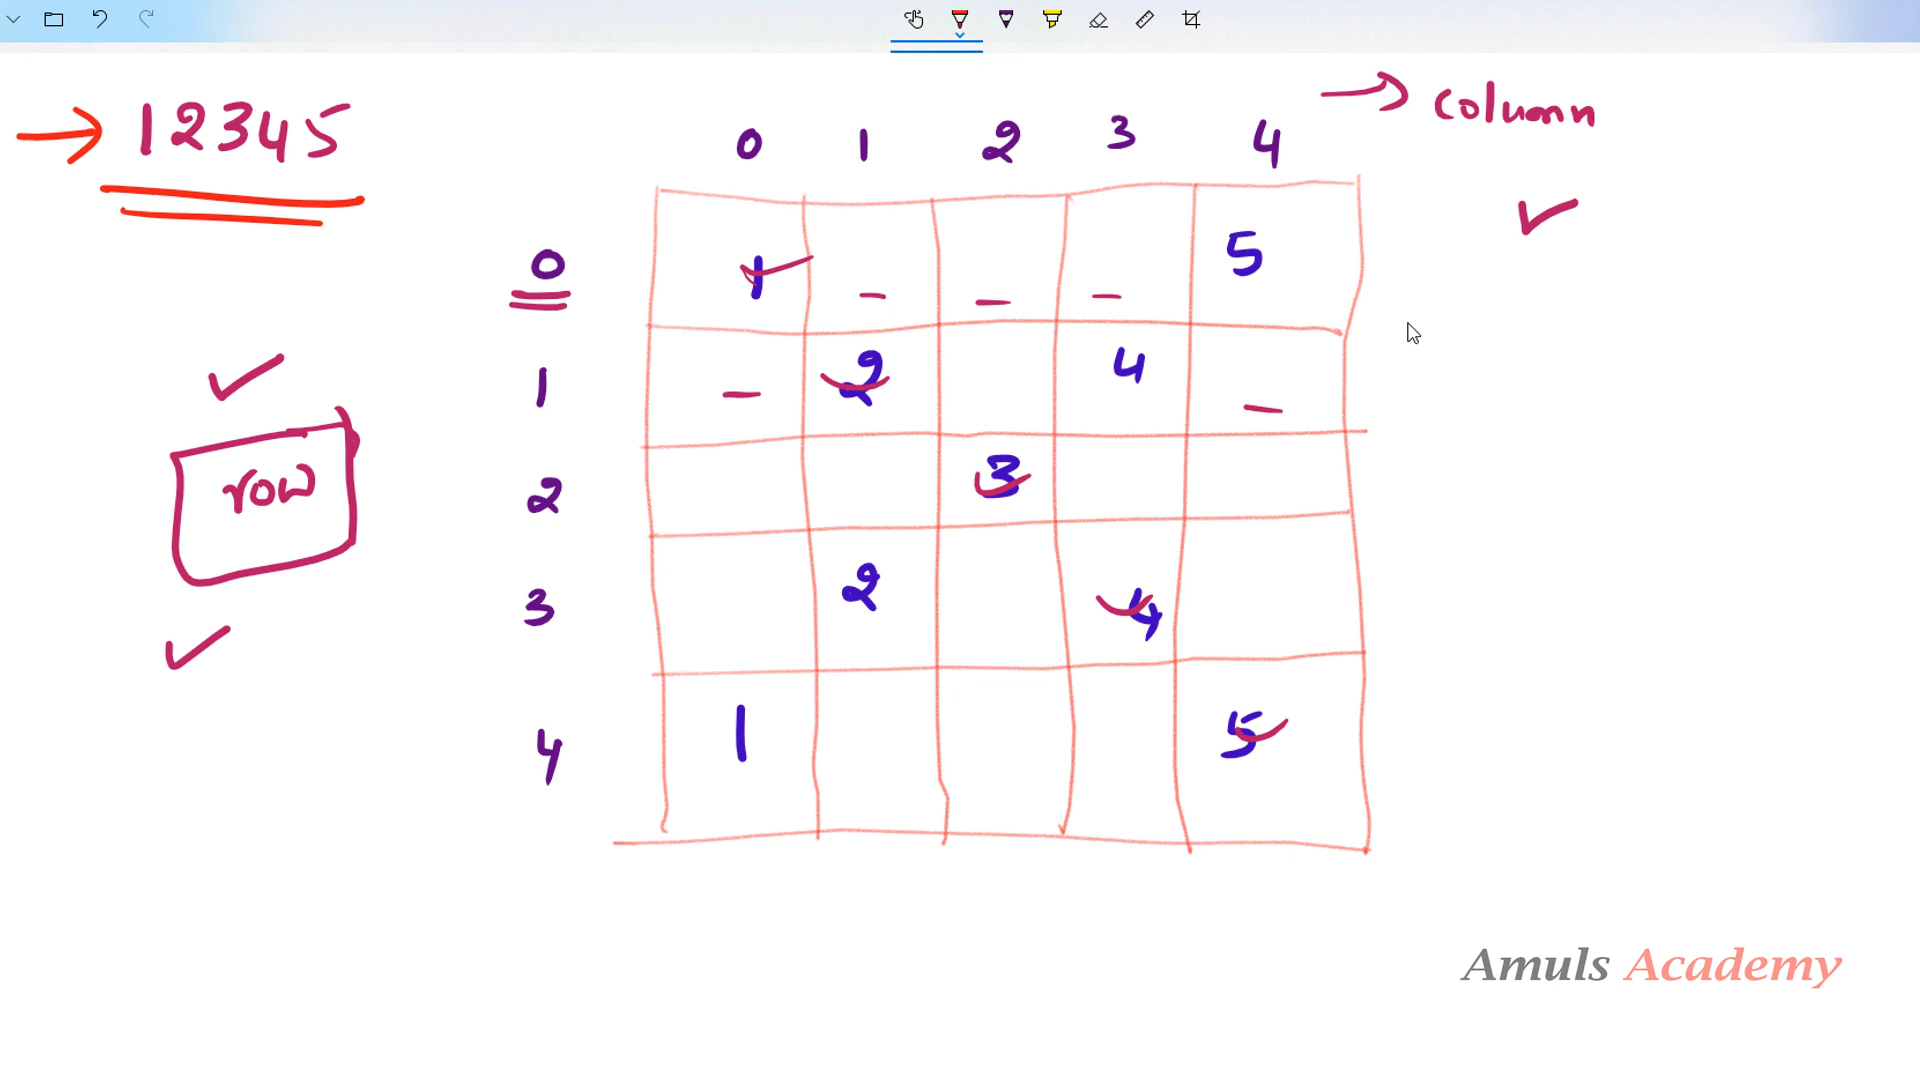 → column
→ 12345
0 1 2 3 4
0 1 - - - 5
1 - 2 4 -
2 3
row
3 2 4
4 1 5
Amuls Academy